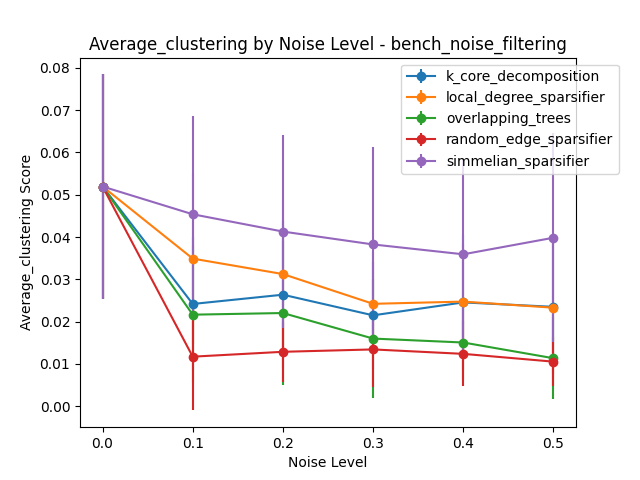 Average_clustering by Noise Level - bench_noise_filtering
0.08
0.07
0.06
0.05
0.04
0.03
0.02
0.01
0.00
Average_clustering Score
k_core_decomposition
local_degree_sparsifier
overlapping_trees
random_edge_sparsifier
simmelian_sparsifier
0.0 0.1 0.2 0.3 0.4 0.5
Noise Level